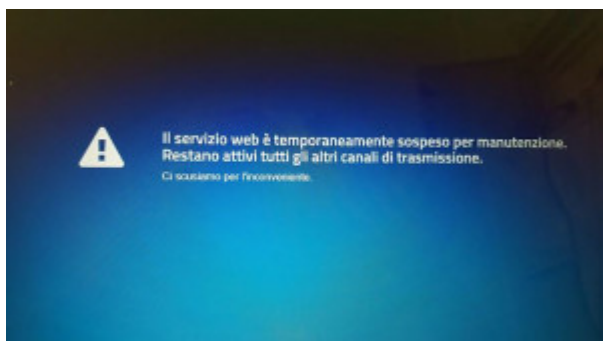 Il servizio web è temporaneamente sospeso per manutenzione.
Restano attivi tutti gli altri canali di trasmissione.
Ci scusiamo per l'inconveniente.